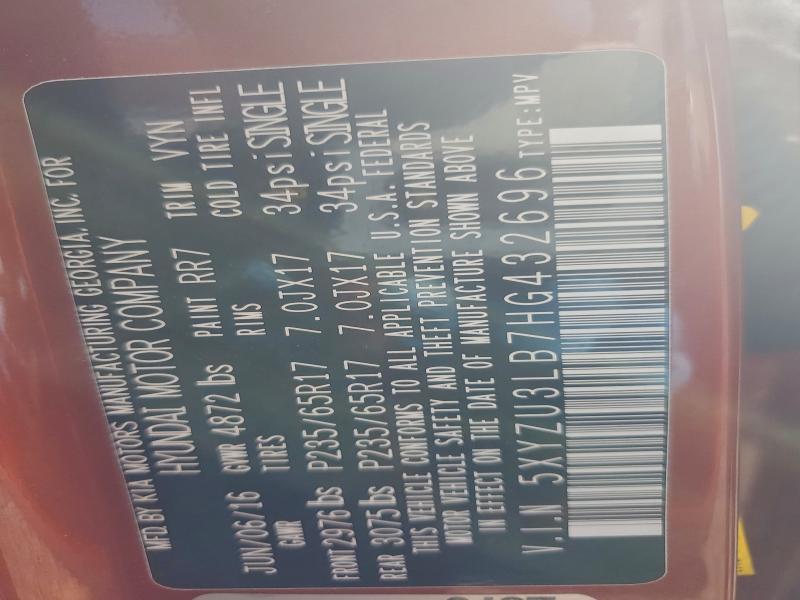 MFD. BY KIA MOTORS MANUFACTURING GEORGIA, INC. FOR
HYUNDAI MOTOR COMPANY
JUN/06/16 GVWR 4872 lbs PAINT RR7 TRIM VYN
GAWR TIRES RIMS COLD TIRE INFL
FRONT 2976 lbs P235/65R17 7.0JX17 34psi SINGLE
REAR 3075 lbs P235/65R17 7.0JX17 34psi SINGLE
THIS VEHICLE CONFORMS TO ALL APPLICABLE U.S.A. FEDERAL
MOTOR VEHICLE SAFETY AND THEFT PREVENTION STANDARDS
IN EFFECT ON THE DATE OF MANUFACTURE SHOWN ABOVE
V.I.N 5XYZU3LB7HG432696 TYPE:MPV